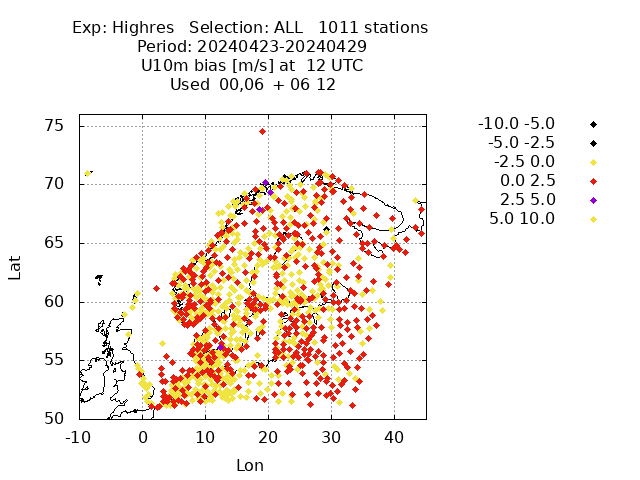 Exp: Highres   Selection: ALL   1011 stations
Period: 20240423-20240429
U10m bias [m/s] at  12 UTC
Used  00,06  + 06 12
-10.0 -5.0
-5.0 -2.5
-2.5 0.0
0.0 2.5
2.5 5.0
5.0 10.0
75
70
65
60
55
50
Lat
-10 0 10 20 30 40
Lon